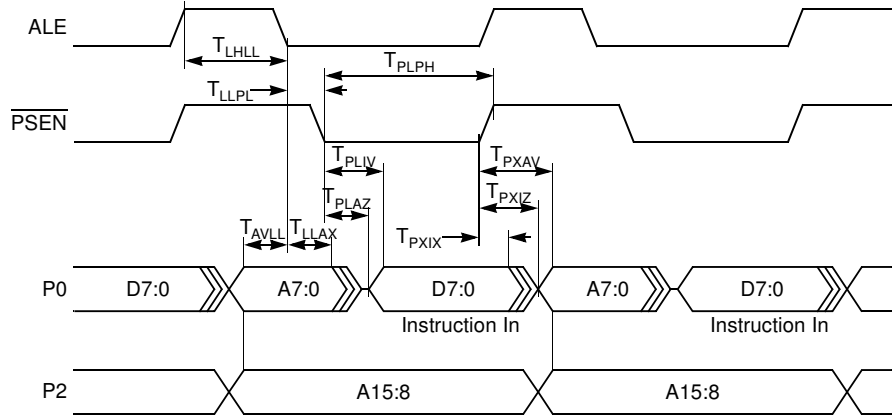 ALE
T_LHLL
T_PLPH
T_LLPL
PSEN
T_PLIV
T_PXAV
T_PLAZ
T_PXIZ
T_AVLL T_LLAX
T_PXIX
P0 D7:0 A7:0 D7:0 A7:0 D7:0
Instruction In Instruction In
P2 A15:8 A15:8